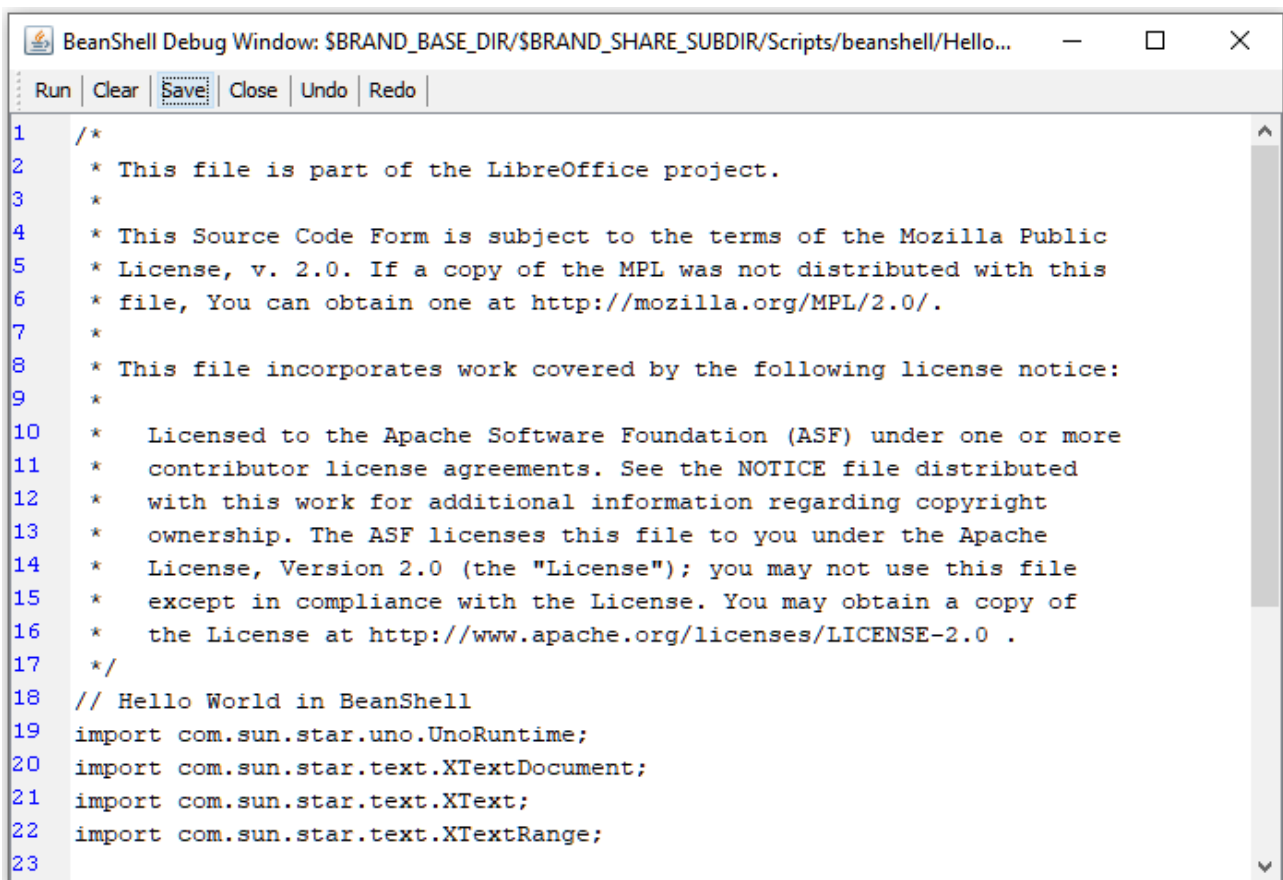 BeanShell Debug Window: $BRAND_BASE_DIR/$BRAND_SHARE_SUBDIR/Scripts/beanshell/Hello...
Run Clear Save Close Undo Redo
1 /*
2  * This file is part of the LibreOffice project.
3  *
4  * This Source Code Form is subject to the terms of the Mozilla Public
5  * License, v. 2.0. If a copy of the MPL was not distributed with this
6  * file, You can obtain one at http://mozilla.org/MPL/2.0/.
7  *
8  * This file incorporates work covered by the following license notice:
9  *
10  *   Licensed to the Apache Software Foundation (ASF) under one or more
11  *   contributor license agreements. See the NOTICE file distributed
12  *   with this work for additional information regarding copyright
13  *   ownership. The ASF licenses this file to you under the Apache
14  *   License, Version 2.0 (the "License"); you may not use this file
15  *   except in compliance with the License. You may obtain a copy of
16  *   the License at http://www.apache.org/licenses/LICENSE-2.0 .
17  */
18 // Hello World in BeanShell
19 import com.sun.star.uno.UnoRuntime;
20 import com.sun.star.text.XTextDocument;
21 import com.sun.star.text.XText;
22 import com.sun.star.text.XTextRange;
23